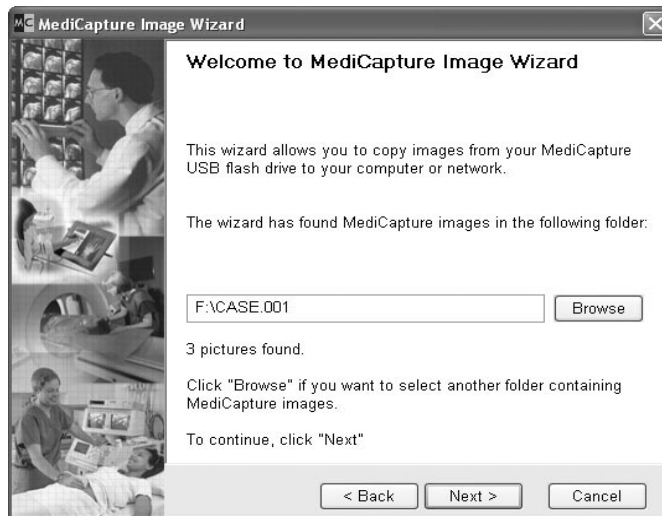 MC MediCapture Image Wizard
Welcome to MediCapture Image Wizard
This wizard allows you to copy images from your MediCapture
USB flash drive to your computer or network.
The wizard has found MediCapture images in the following folder:
F:\CASE.001
Browse
3 pictures found.
Click "Browse" if you want to select another folder containing
MediCapture images.
To continue, click "Next"
< Back
Next >
Cancel